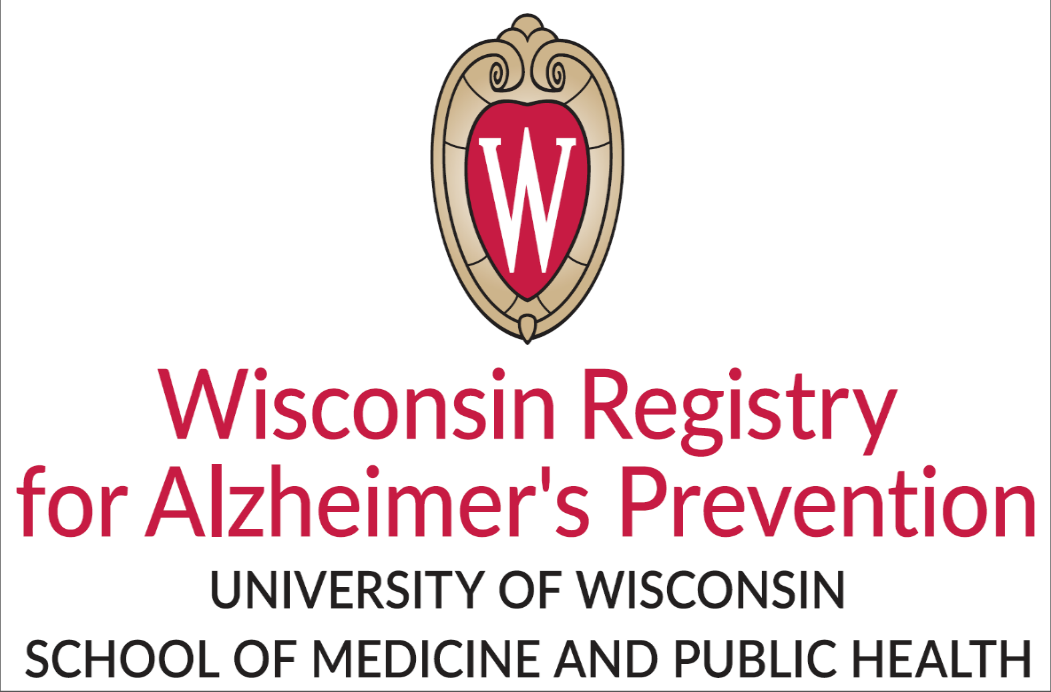 W
Wisconsin Registry
for Alzheimer's Prevention
UNIVERSITY OF WISCONSIN
SCHOOL OF MEDICINE AND PUBLIC HEALTH